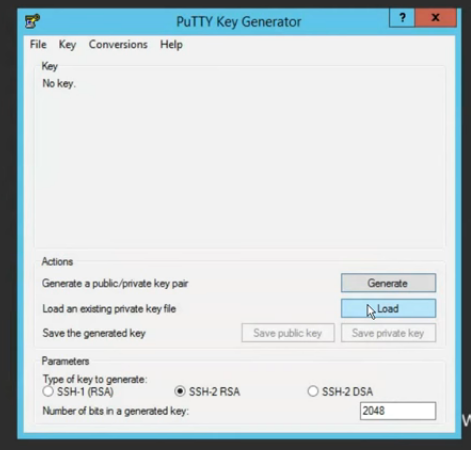 PuTTY Key Generator
? x
File Key Conversions Help
Key
No key.
Actions
Generate a public/private key pair
Generate
Load an existing private key file
Load
Save the generated key
Save public key
Save private key
Parameters
Type of key to generate:
SSH-1 (RSA) SSH-2 RSA SSH-2 DSA
Number of bits in a generated key:
2048
W